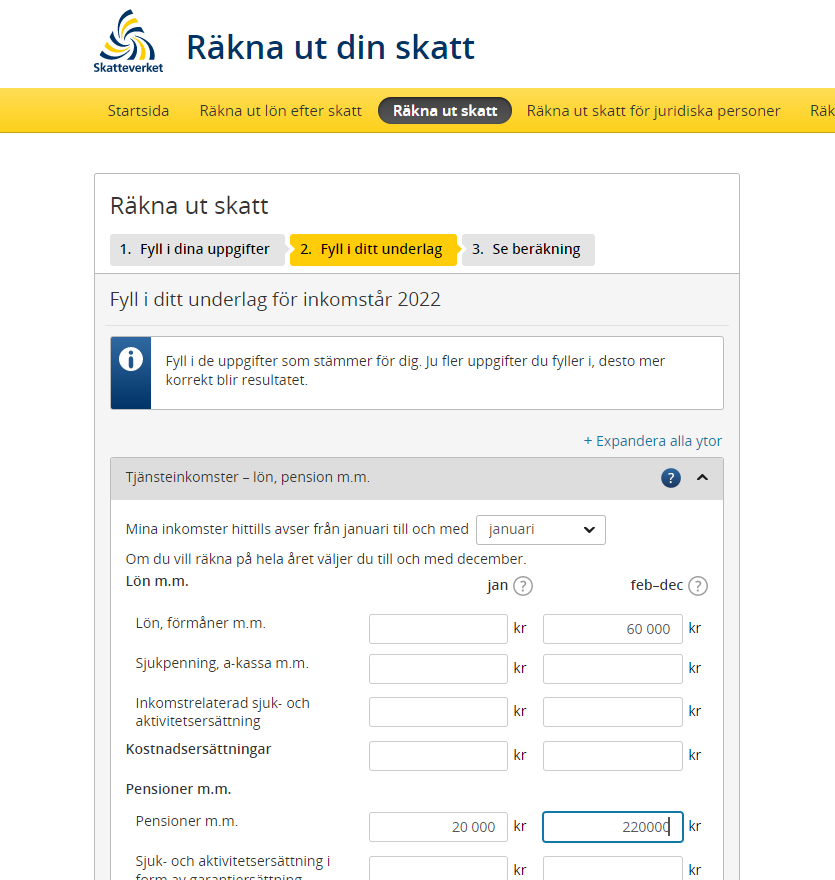 Skatteverket
Räkna ut din skatt
Startsida Räkna ut lön efter skatt Räkna ut skatt Räkna ut skatt för juridiska personer Räk
Räkna ut skatt
1. Fyll i dina uppgifter 2. Fyll i ditt underlag 3. Se beräkning
Fyll i ditt underlag för inkomstår 2022
Fyll i de uppgifter som stämmer för dig. Ju fler uppgifter du fyller i, desto mer
korrekt blir resultatet.
+ Expandera alla ytor
Tjänsteinkomster – lön, pension m.m. ?
Mina inkomster hittills avser från januari till och med januari
Om du vill räkna på hela året väljer du till och med december.
Lön m.m. jan ? feb–dec ?
Lön, förmåner m.m. kr 60 000 kr
Sjukpenning, a-kassa m.m. kr kr
Inkomstrelaterad sjuk- och
aktivitetsersättning kr kr
Kostnadsersättningar kr kr
Pensioner m.m.
Pensioner m.m. 20 000 kr 220000 kr
Sjuk- och aktivitetsersättning i kr kr
form av garantiersättning